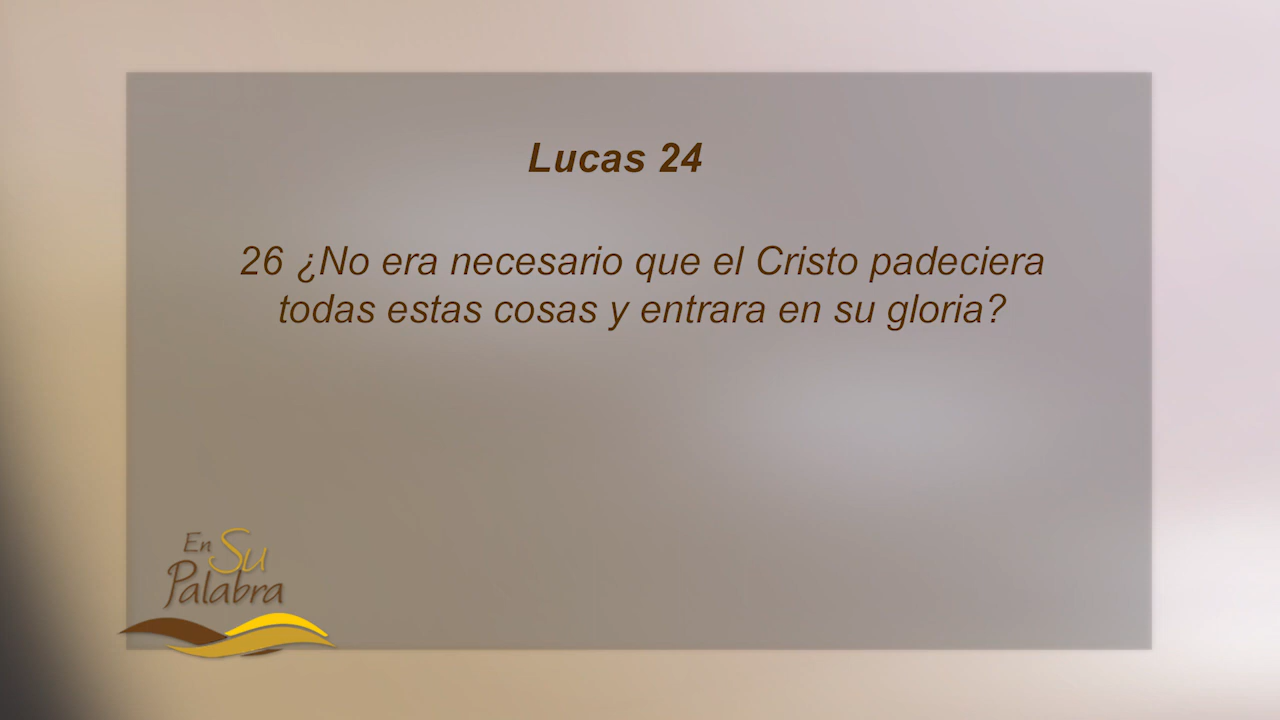 Lucas 24
26 ¿No era necesario que el Cristo padeciera
todas estas cosas y entrara en su gloria?
En Su
Palabra